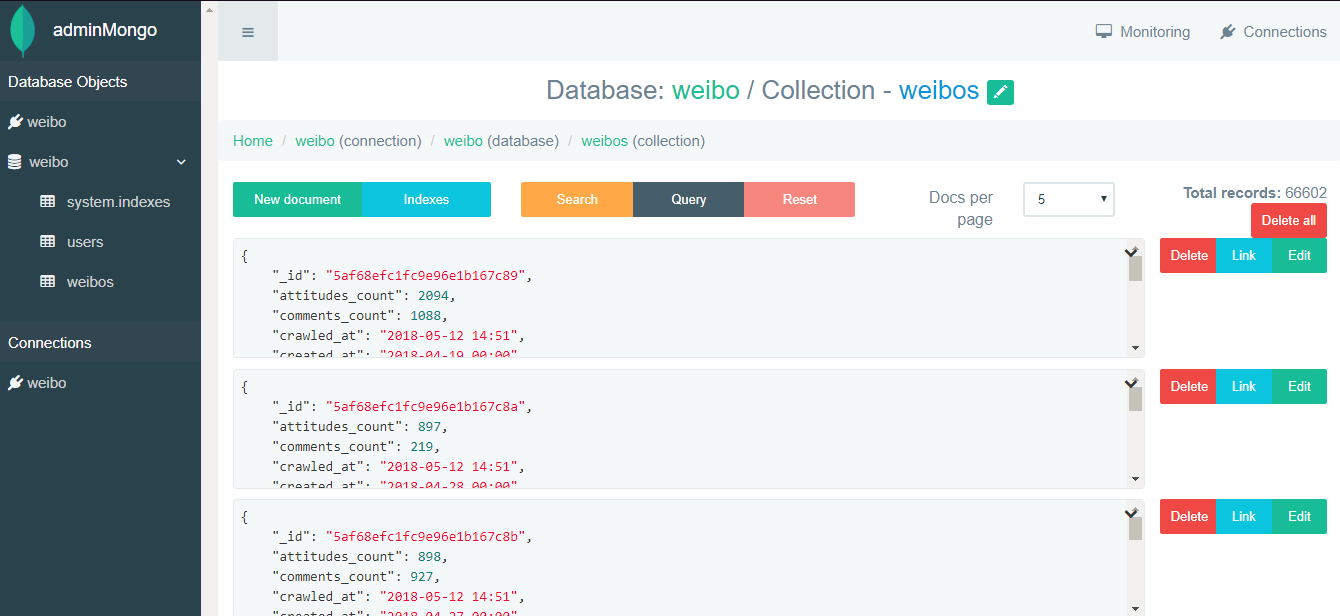 adminMongo
Monitoring
Connections
Database Objects
weibo
weibo
system.indexes
users
weibos
Connections
weibo
Database: weibo / Collection - weibos
Home / weibo (connection) / weibo (database) / weibos (collection)
New document
Indexes
Search
Query
Reset
Docs per
page
5
Total records: 66602
Delete all
{
"_id": "5af68efc1fc9e96e1b167c89",
"attitudes_count": 2094,
"comments_count": 1088,
"crawled_at": "2018-05-12 14:51",
"created_at": "2018-04-19 00:00"
Delete
Link
Edit
{
"_id": "5af68efc1fc9e96e1b167c8a",
"attitudes_count": 897,
"comments_count": 219,
"crawled_at": "2018-05-12 14:51",
"created_at": "2018-04-28 00:00"
Delete
Link
Edit
{
"_id": "5af68efc1fc9e96e1b167c8b",
"attitudes_count": 898,
"comments_count": 927,
"crawled_at": "2018-05-12 14:51",
"created_at": "2018-04-27 00:00"
Delete
Link
Edit